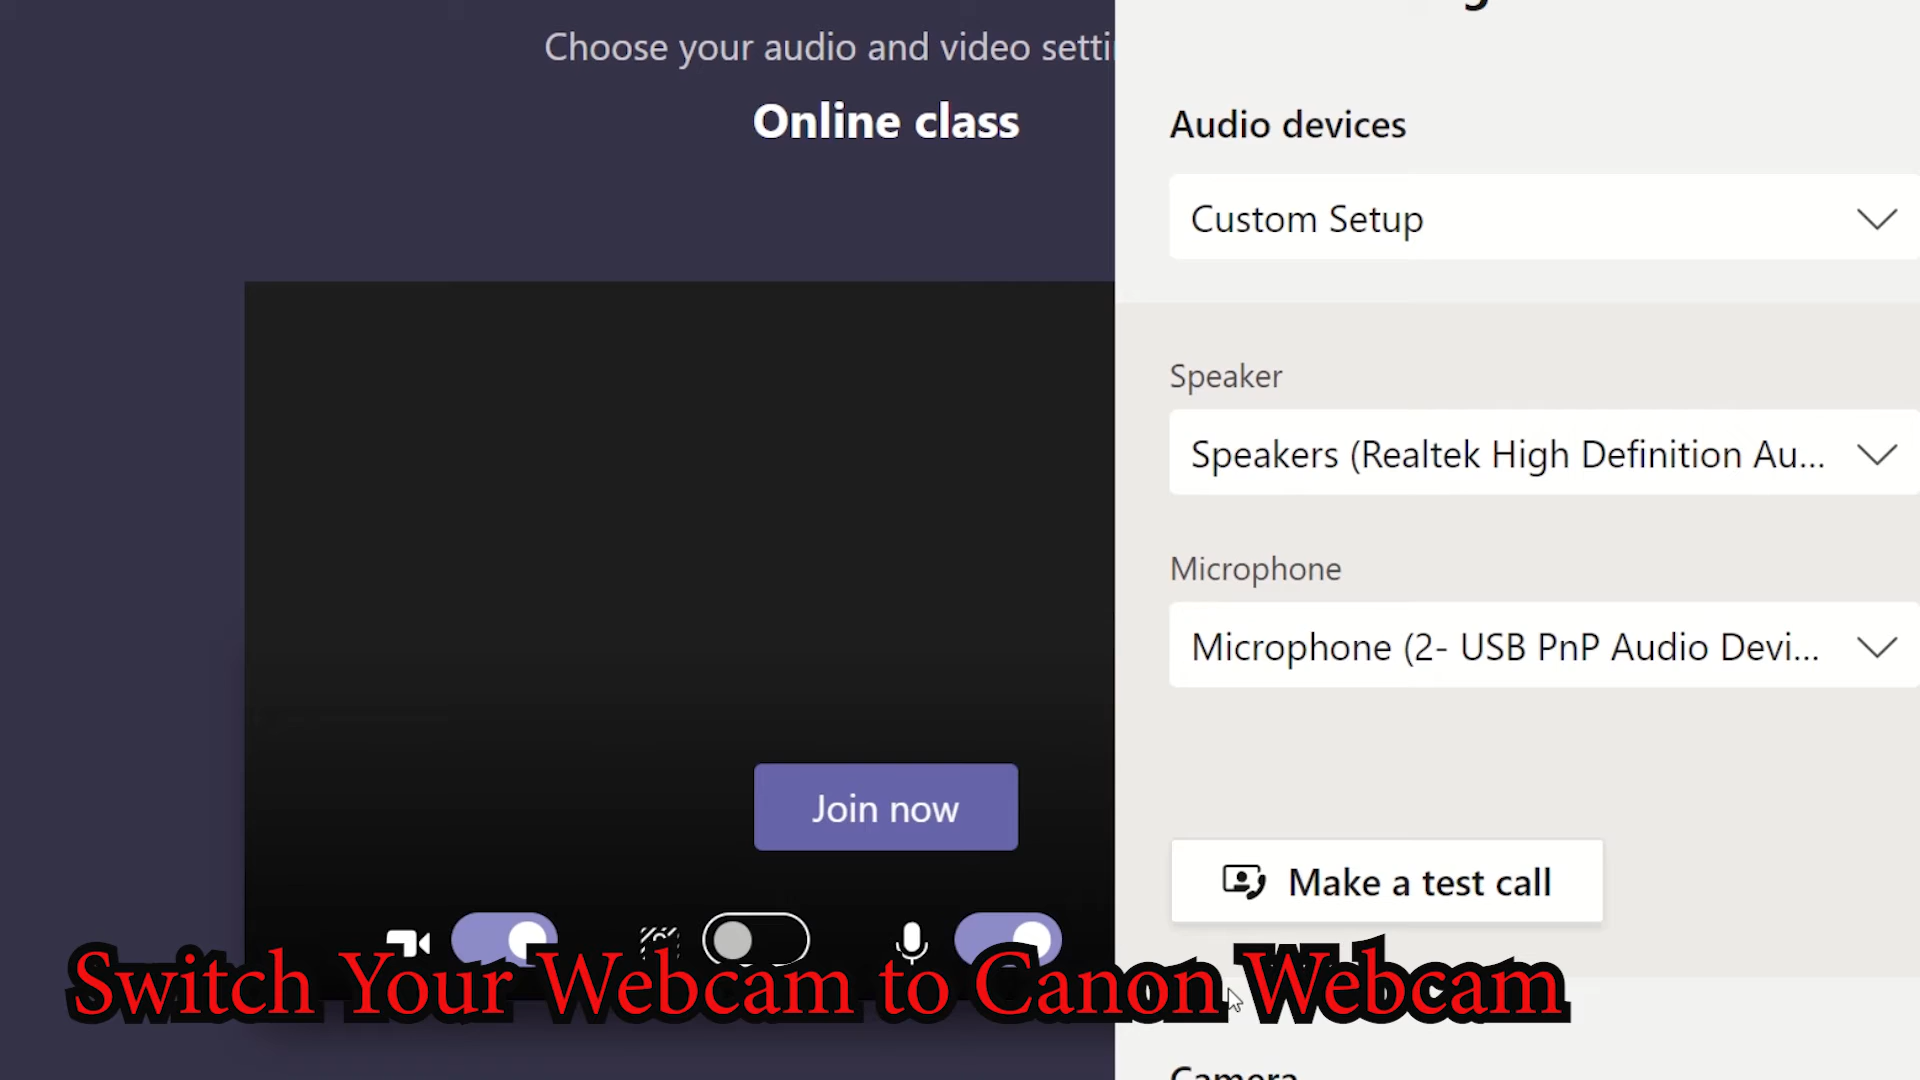 Choose your audio and video setti
Online class
Join now
Audio devices
Custom Setup
Speaker
Speakers (Realtek High Definition Au...
Microphone
Microphone (2- USB PnP Audio Devi...
Make a test call
Camera
Switch Your Webcam to Canon Webcam